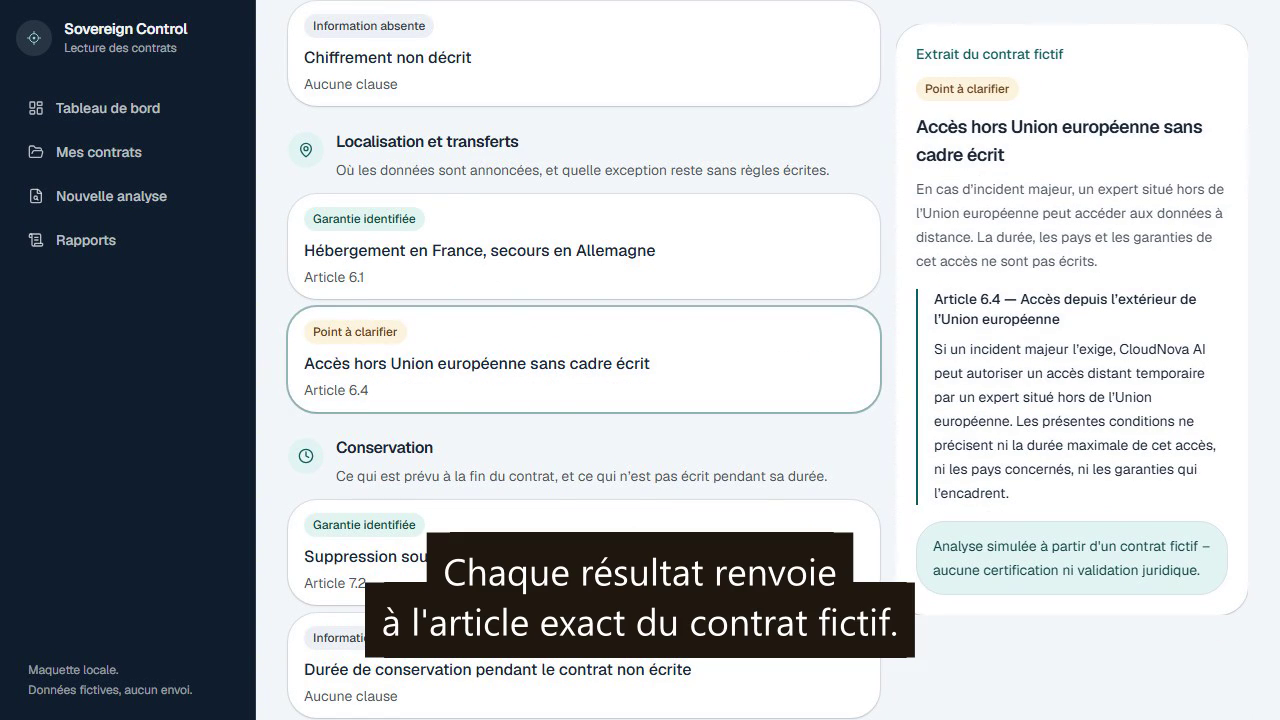 Sovereign Control
Lecture des contrats
Tableau de bord
Mes contrats
Nouvelle analyse
Rapports
Maquette locale.
Données fictives, aucun envoi.
Information absente
Chiffrement non décrit
Aucune clause
Localisation et transferts
Où les données sont annoncées, et quelle exception reste sans règles écrites.
Garantie identifiée
Hébergement en France, secours en Allemagne
Article 6.1
Point à clarifier
Accès hors Union européenne sans cadre écrit
Article 6.4
Conservation
Ce qui est prévu à la fin du contrat, et ce qui n'est pas écrit pendant sa durée.
Garantie identifiée
Suppression
Article 7.2
Durée de conservation pendant le contrat non écrite
Aucune clause
Extrait du contrat fictif
Point à clarifier
Accès hors Union européenne sans
cadre écrit
En cas d'incident majeur, un expert situé hors de
l'Union européenne peut accéder aux données à
distance. La durée, les pays et les garanties de
cet accès ne sont pas écrits.
Article 6.4 — Accès depuis l'extérieur de
l'Union européenne
Si un incident majeur l'exige, CloudNova AI
peut autoriser un accès distant temporaire
par un expert situé hors de l'Union
européenne. Les présentes conditions ne
précisent ni la durée maximale de cet accès,
ni les pays concernés, ni les garanties qui
l'encadrent.
Analyse simulée à partir d'un contrat fictif –
aucune certification ni validation juridique.
Chaque résultat renvoie
à l'article exact du contrat fictif.